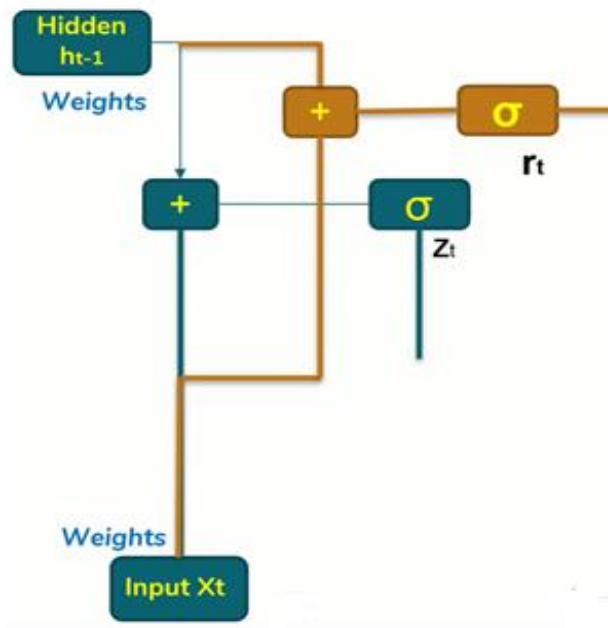 Hidden
ht-1
Weights
+
σ
rt
+
σ
Zt
Weights
Input Xt